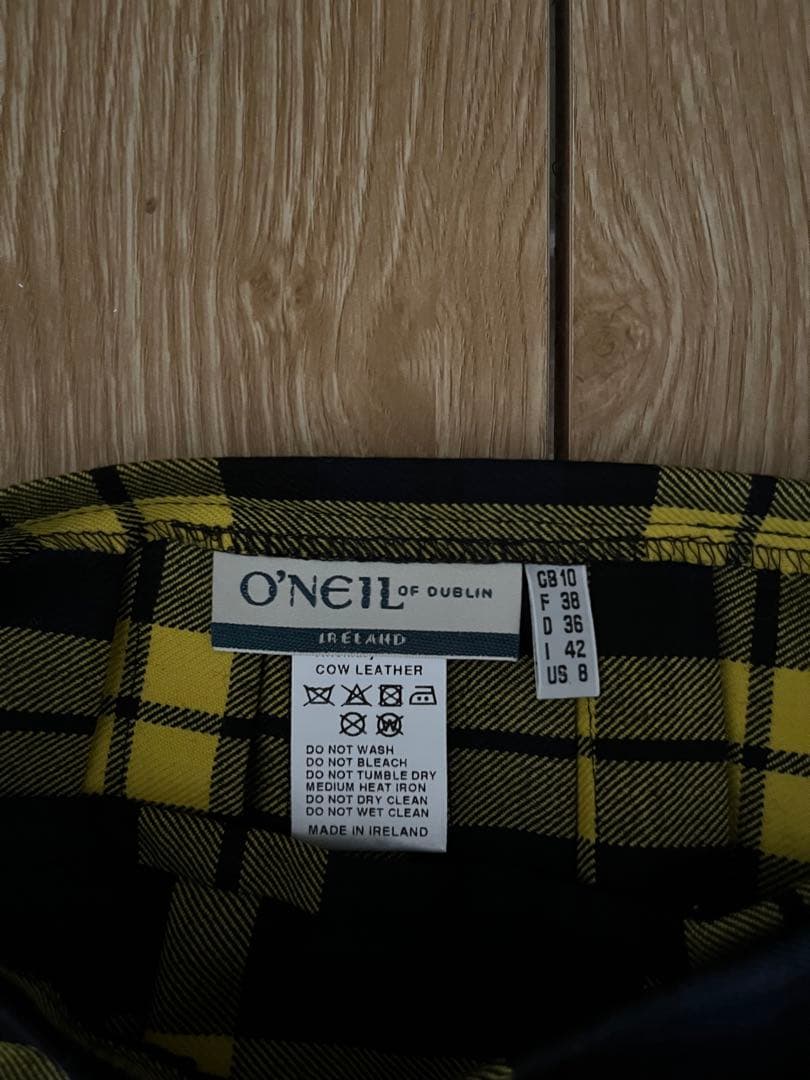 O'NEIL OF DUBLIN
IRELAND
GB 10
F 38
D 36
I 42
US 8
COW LEATHER
DO NOT WASH
DO NOT BLEACH
DO NOT TUMBLE DRY
MEDIUM HEAT IRON
DO NOT DRY CLEAN
DO NOT WET CLEAN
MADE IN IRELAND